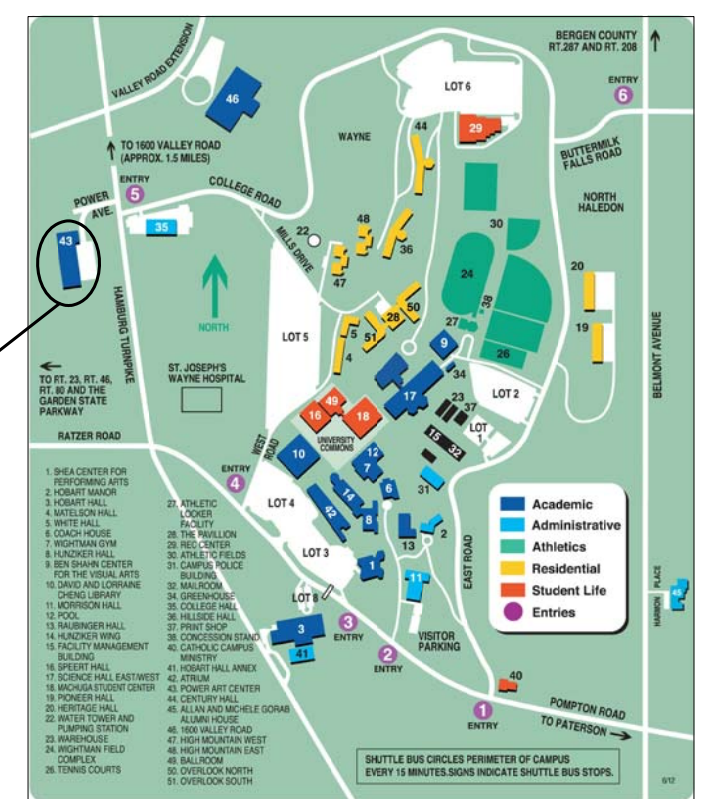 BERGEN COUNTY
RT.287 AND RT. 208
ENTRY
6
VALLEY ROAD EXTENSION
46
LOT 6
29
44
WAYNE
BUTTERMILK
FALLS ROAD
TO 1600 VALLEY ROAD
(APPROX. 1.5 MILES)
ENTRY
5
POWER
AVE.
COLLEGE ROAD
NORTH
HALEDON
43
35
22
MILLS DRIVE
48
47
36
30
24
38
20
19
HAMBURG TURNPIKE
NORTH
LOT 5
5
4
51
28
50
27
9
26
BELMONT AVENUE
TO RT. 23, RT. 46,
RT. 80 AND THE
GARDEN STATE
PARKWAY
ST. JOSEPH'S
WAYNE HOSPITAL
34
17
LOT 2
23
37
LOT
1
49
16
18
UNIVERSITY
COMMONS
15
32
RATZER ROAD
WEST
ROAD
10
12
7
31
ENTRY
4
LOT 4
14
6
42
8
13
2
LOT 3
1
11
EAST ROAD
LOT 8
3
41
3
ENTRY
2
ENTRY
VISITOR
PARKING
40
1
ENTRY
POMPTON ROAD
TO PATERSON
HARMON PLACE
45
Academic
Administrative
Athletics
Residential
Student Life
Entries
1. SHEA CENTER FOR
PERFORMING ARTS
2. HOBART MANOR
3. HOBART HALL
4. MATELSON HALL
5. WHITE HALL
6. COACH HOUSE
7. WIGHTMAN GYM
8. HUNZIKER HALL
9. BEN SHAHN CENTER
FOR THE VISUAL ARTS
10. DAVID AND LORRAINE
CHENG LIBRARY
11. MORRISON HALL
12. POOL
13. RAUBINGER HALL
14. HUNZIKER WING
15. FACILITY MANAGEMENT
BUILDING
16. SPEERT HALL
17. SCIENCE HALL EAST/WEST
18. MACHUGA STUDENT CENTER
19. PIONEER HALL
20. HERITAGE HALL
22. WATER TOWER AND
PUMPING STATION
23. WAREHOUSE
24. WIGHTMAN FIELD
COMPLEX
26. TENNIS COURTS
27. ATHLETIC
LOCKER
FACILITY
28. THE PAVILLION
29. REC CENTER
30. ATHLETIC FIELDS
31. CAMPUS POLICE
BUILDING
32. MAILROOM
34. GREENHOUSE
35. COLLEGE HALL
36. HILLSIDE HALL
37. PRINT SHOP
38. CONCESSION STAND
40. CATHOLIC CAMPUS
MINISTRY
41. HOBART HALL ANNEX
42. ATRIUM
43. POWER ART CENTER
44. CENTURY HALL
45. ALLAN AND MICHELE GORAB
ALUMNI HOUSE
46. 1600 VALLEY ROAD
47. HIGH MOUNTAIN WEST
48. HIGH MOUNTAIN EAST
49. BALLROOM
50. OVERLOOK NORTH
51. OVERLOOK SOUTH
SHUTTLE BUS CIRCLES PERIMETER OF CAMPUS
EVERY 15 MINUTES.SIGNS INDICATE SHUTTLE BUS STOPS.
6/12